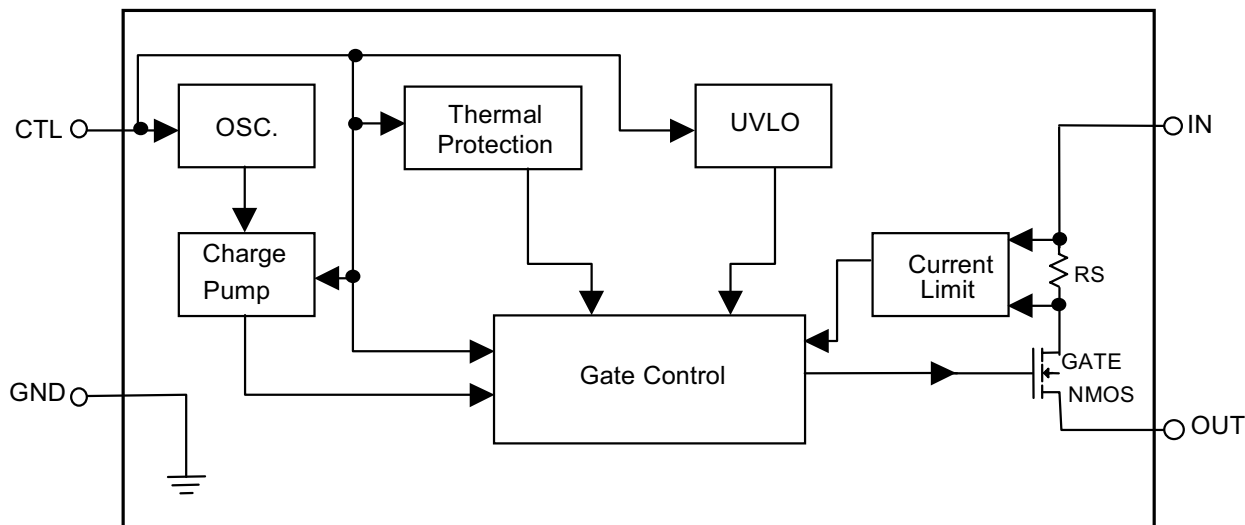 CTL
OSC.
Thermal
Protection
UVLO
IN
Charge
Pump
Current
Limit
RS
GND
Gate Control
GATE
NMOS
OUT